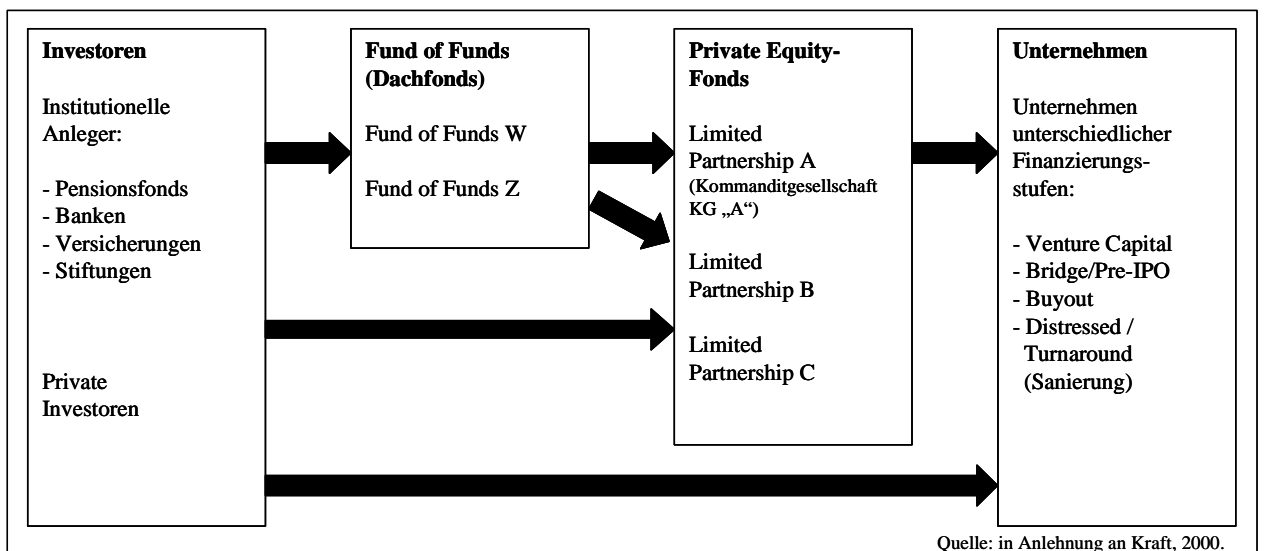 Investoren
Institutionelle
Anleger:
- Pensionsfonds
- Banken
- Versicherungen
- Stiftungen
Private
Investoren
Fund of Funds
(Dachfonds)
Fund of Funds W
Fund of Funds Z
Private Equity-
Fonds
Limited
Partnership A
(Kommanditgesellschaft
KG „A“)
Limited
Partnership B
Limited
Partnership C
Unternehmen
Unternehmen
unterschiedlicher
Finanzierungs-
stufen:
- Venture Capital
- Bridge/Pre-IPO
- Buyout
- Distressed /
Turnaround
(Sanierung)
Quelle: in Anlehnung an Kraft, 2000.